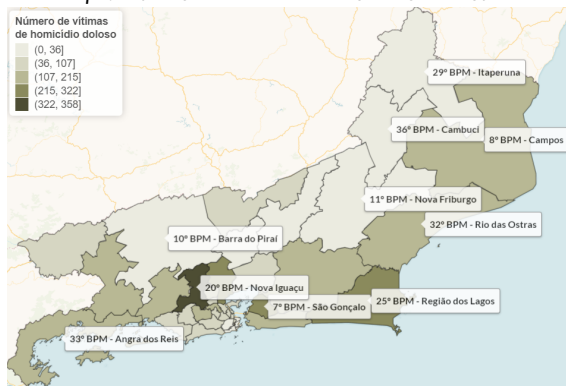 Número de vítimas
de homicídio doloso
(0, 36]
(36, 107]
(107, 215]
(215, 322]
(322, 358]
29º BPM - Itaperuna
36º BPM - Cambuci
8º BPM - Campos
11º BPM - Nova Friburgo
32º BPM - Rio das Ostras
10º BPM - Barra do Piraí
20º BPM - Nova Iguaçu
25º BPM - Região dos Lagos
7º BPM - São Gonçalo
33º BPM - Angra dos Reis